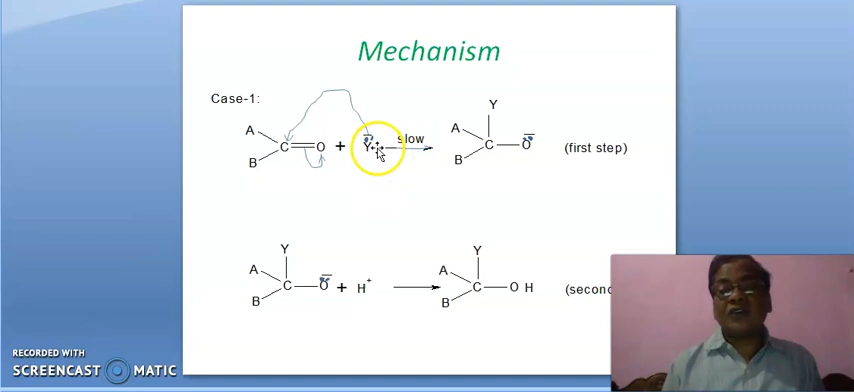 Mechanism
Case-1:
A
B
C
O
+
Y
slow
Y
A
B
C
O
(first step)
Y
A
B
C
O
+
H+
Y
A
B
C
O H
(secon
RECORDED WITH
SCREENCAST MATIC